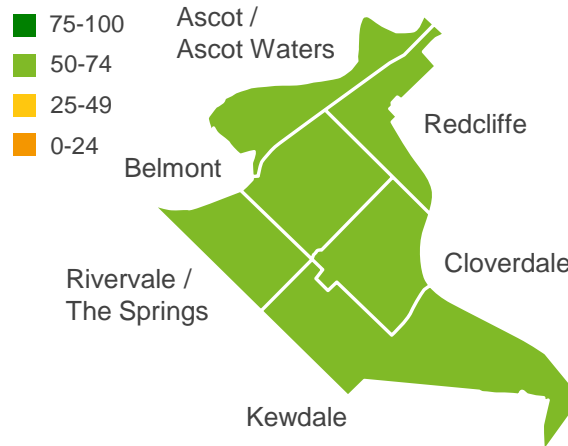 75-100
50-74
25-49
0-24
Ascot /
Ascot Waters
Redcliffe
Belmont
Cloverdale
Rivervale /
The Springs
Kewdale